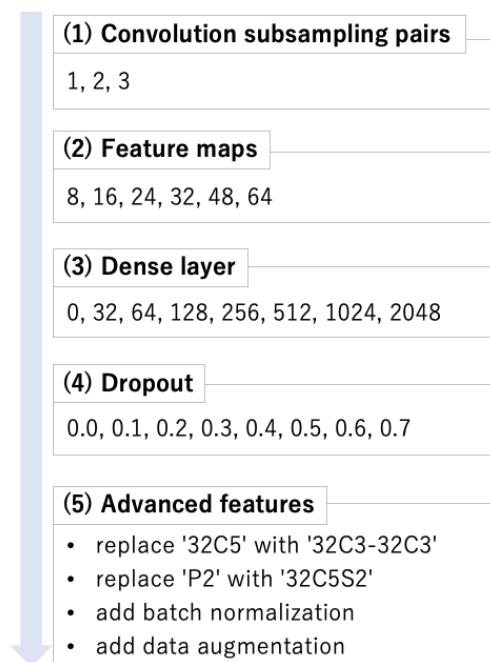 (1) Convolution subsampling pairs
1, 2, 3
(2) Feature maps
8, 16, 24, 32, 48, 64
(3) Dense layer
0, 32, 64, 128, 256, 512, 1024, 2048
(4) Dropout
0.0, 0.1, 0.2, 0.3, 0.4, 0.5, 0.6, 0.7
(5) Advanced features
• replace '32C5' with '32C3-32C3'
• replace 'P2' with '32C5S2'
• add batch normalization
• add data augmentation